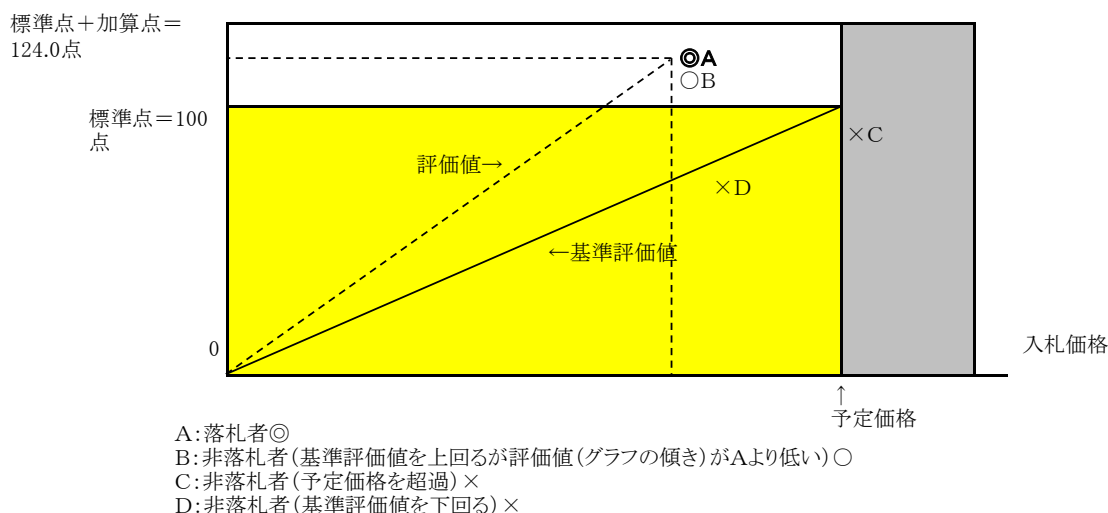 標準点+加算点=
124.0点
◎A
○B
標準点=100
点
×C
評価値→
×D
←基準評価値
0
入札価格
↑
予定価格
A:落札者◎
B:非落札者(基準評価値を上回るが評価値(グラフの傾き)がAより低い)○
C:非落札者(予定価格を超過)×
D:非落札者(基準評価値を下回る)×